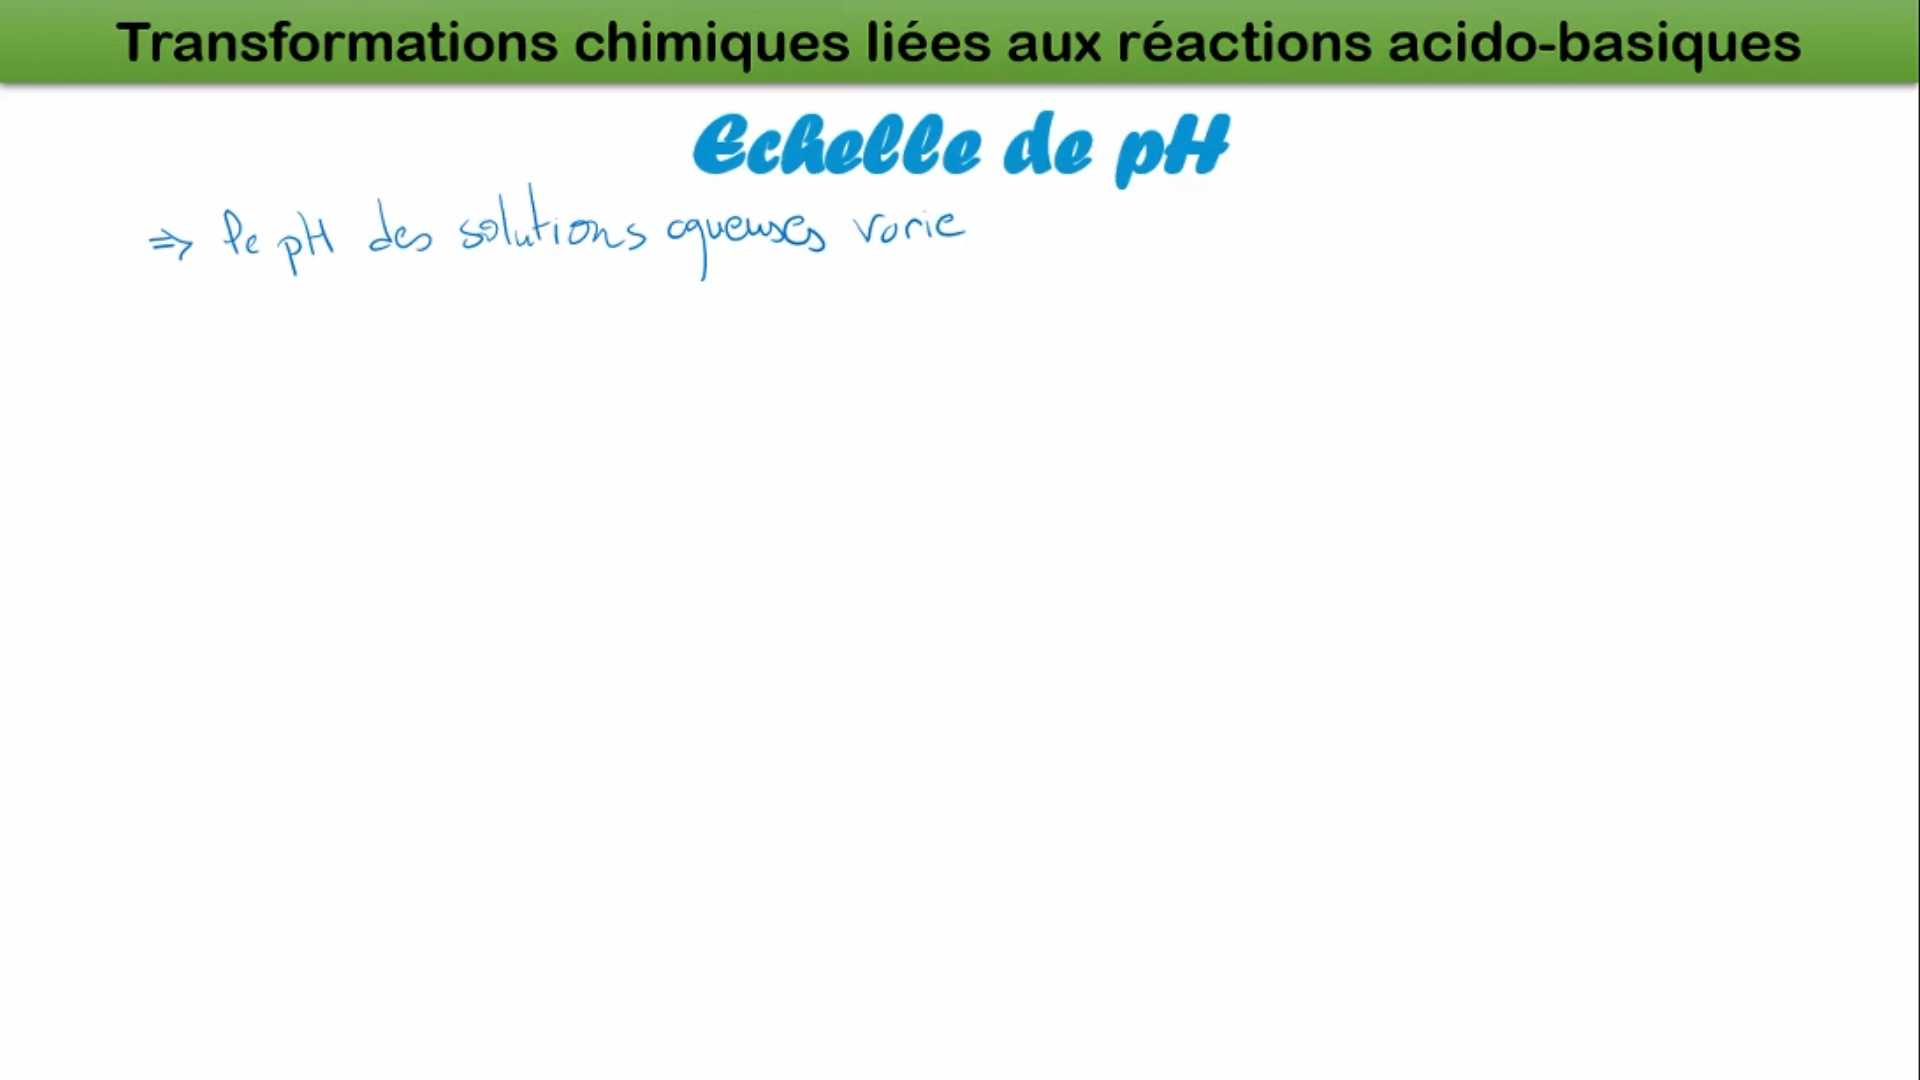 Transformations chimiques liées aux réactions acido-basiques
Echelle de pH
⇒ le pH des solutions aqueuses varie